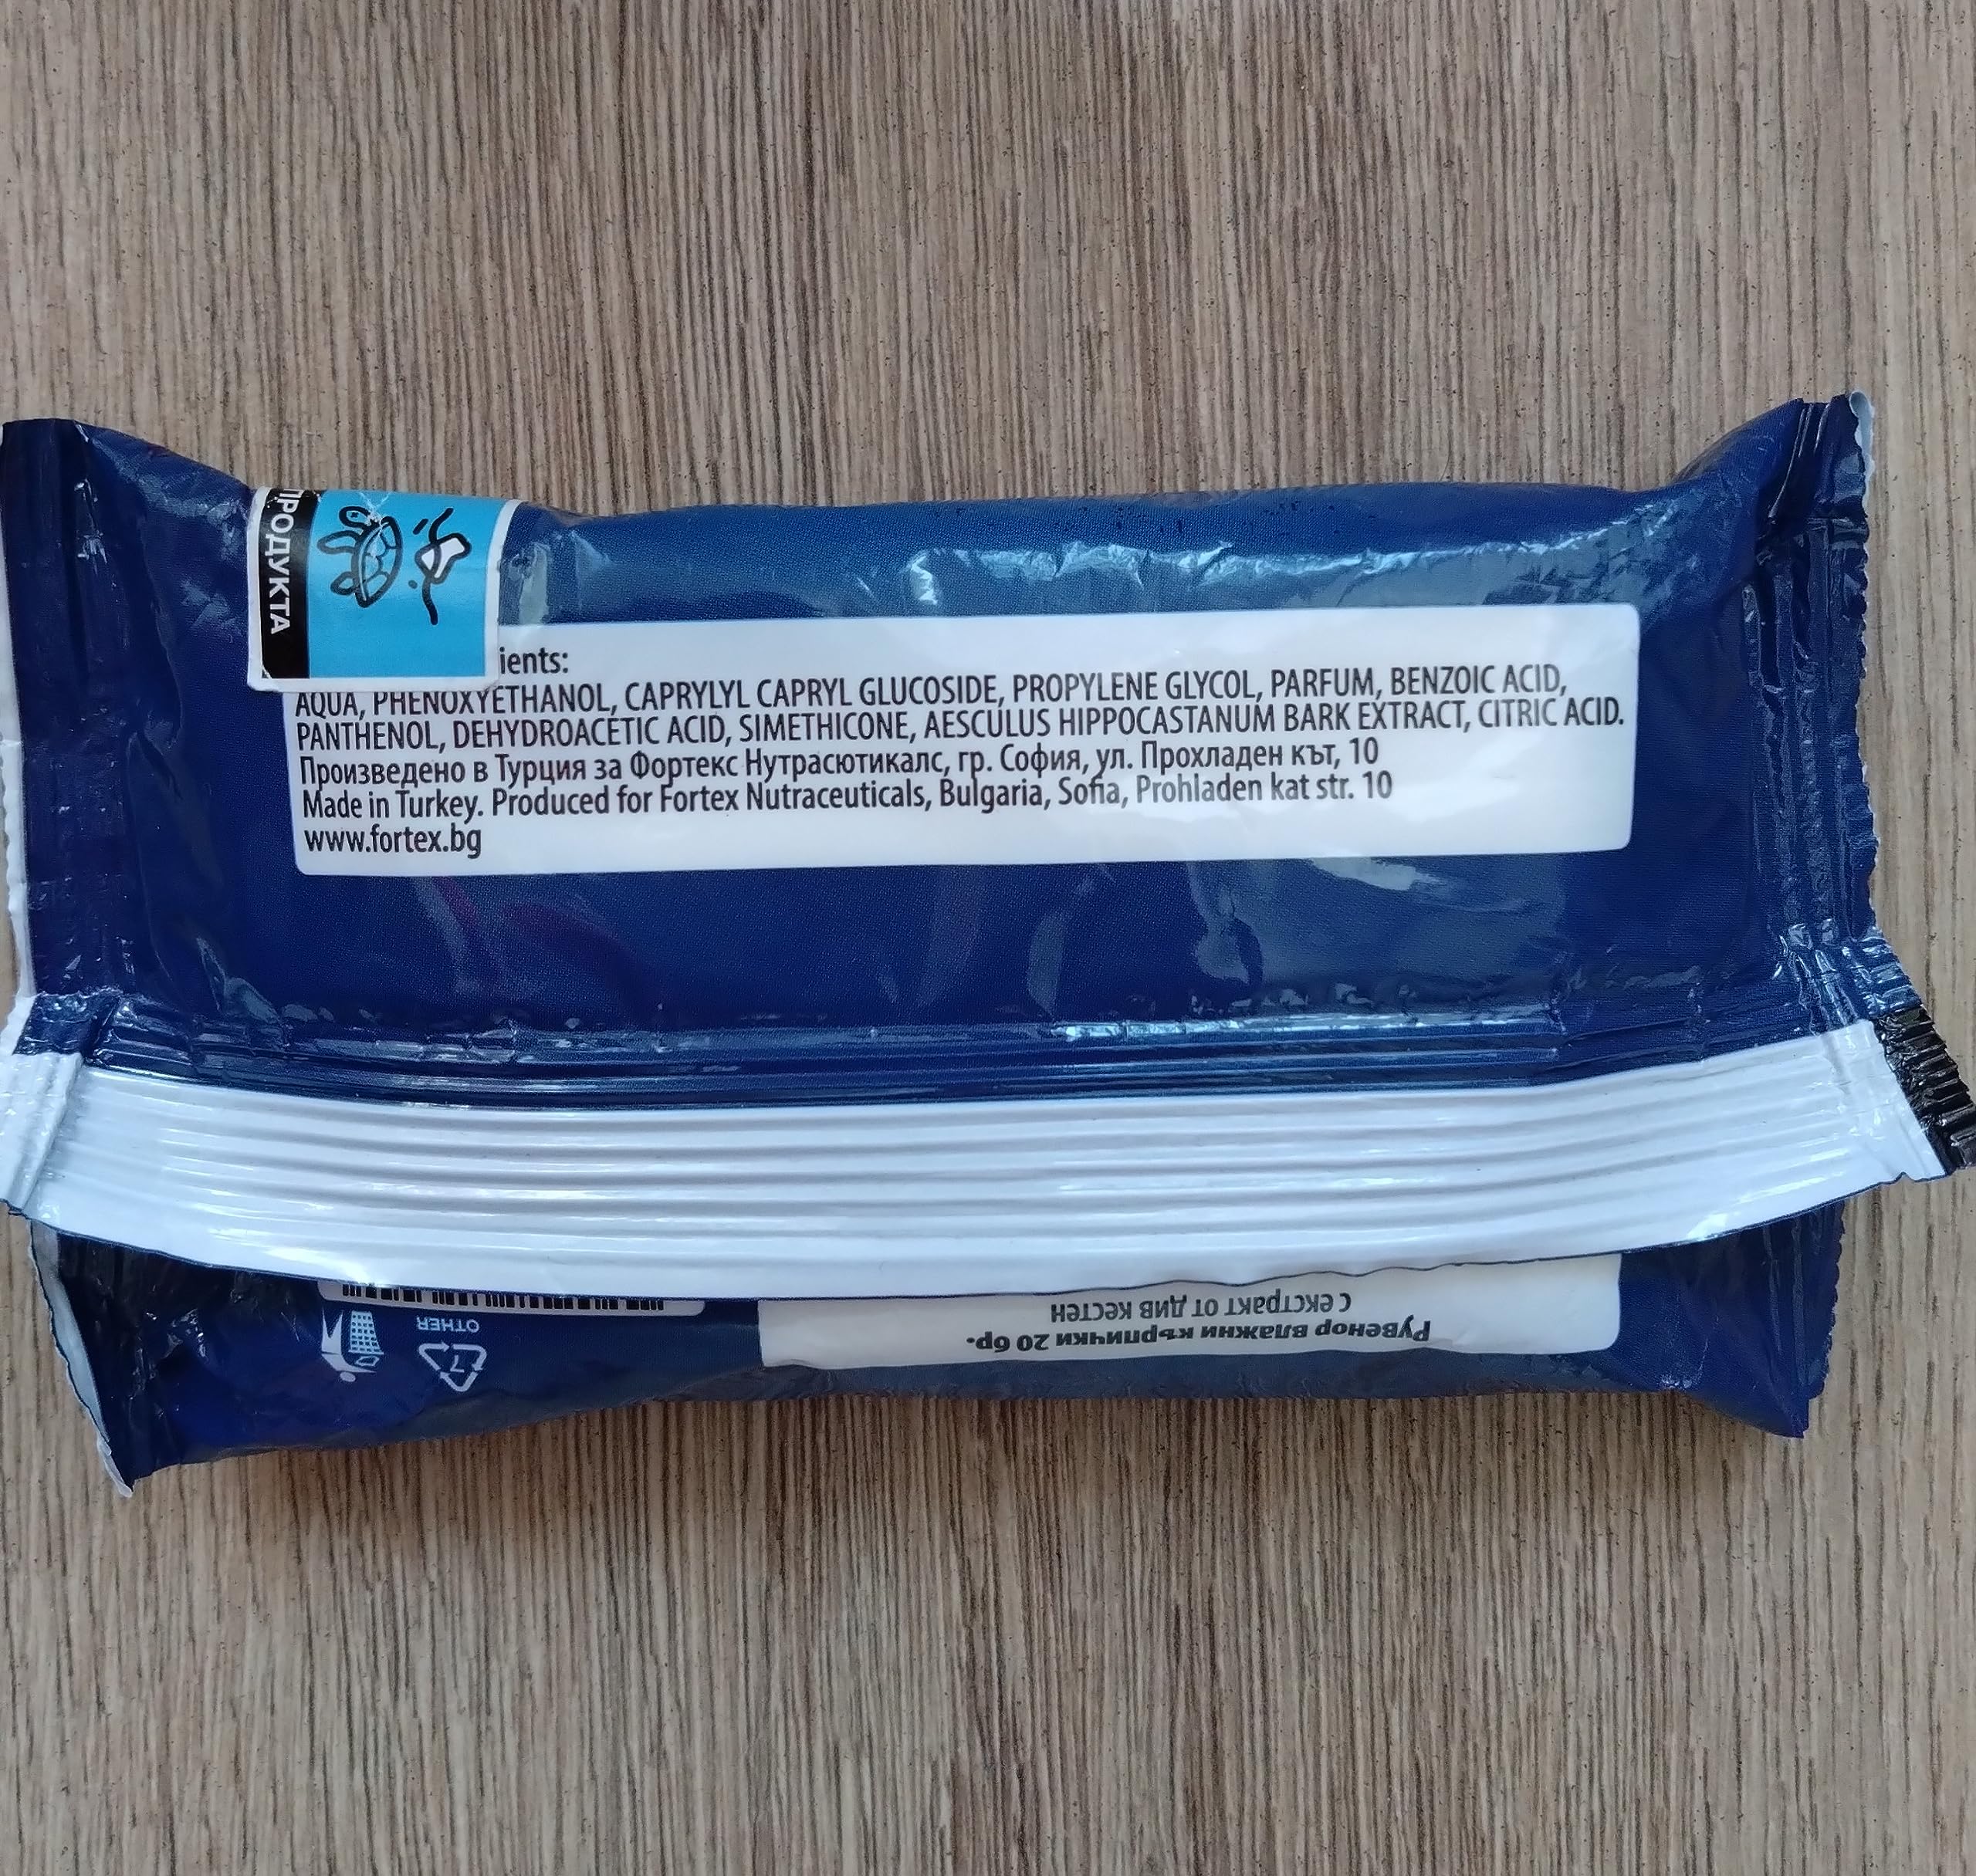 ПРОДУКТА
ients:
AQUA, PHENOXYETHANOL, CAPRYLYL CAPRYL GLUCOSIDE, PROPYLENE GLYCOL, PARFUM, BENZOIC ACID,
PANTHENOL, DEHYDROACETIC ACID, SIMETHICONE, AESCULUS HIPPOCASTANUM BARK EXTRACT, CITRIC ACID.
Произведено в Турция за Фортекс Нутрасютикалс, гр. София, ул. Прохладен кът, 10
Made in Turkey. Produced for Fortex Nutraceuticals, Bulgaria, Sofia, Prohladen kat str. 10
www.fortex.bg
Рувенор влажни кърпички 20 бр.
с екстракт от див кестен
7
OTHER